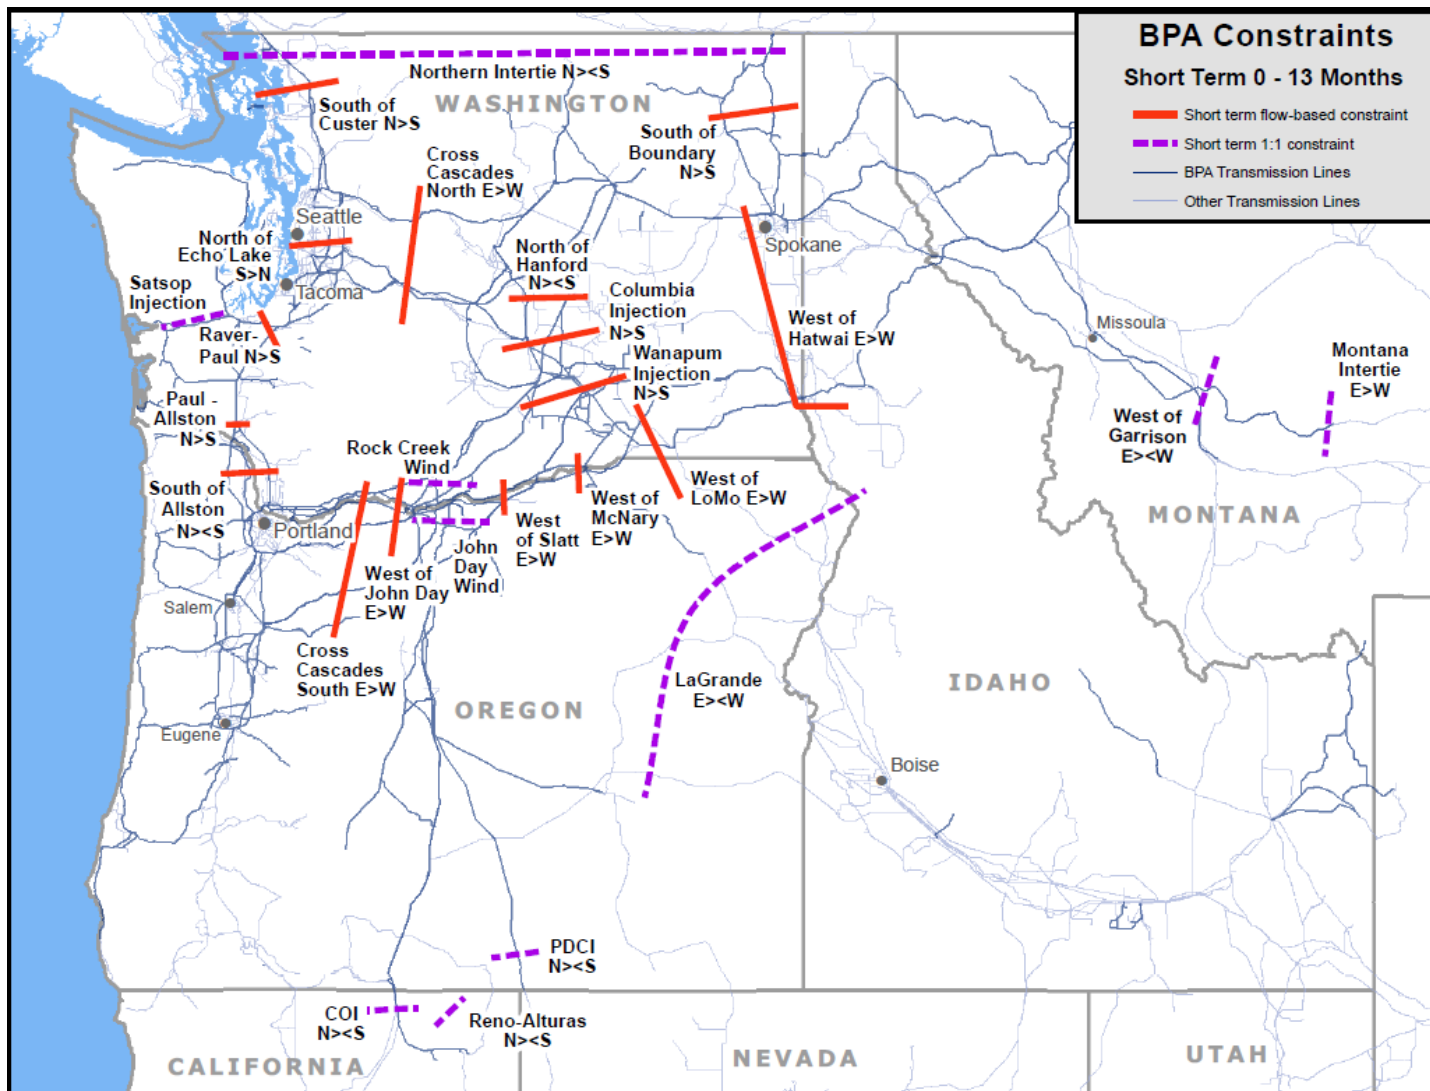 BPA Constraints
Short Term 0 - 13 Months
Short term flow-based constraint
Short term 1:1 constraint
BPA Transmission Lines
Other Transmission Lines
Northern Intertie N><S
WASHINGTON
South of
Custer N>S
South of
Boundary
N>S
Cross
Cascades
North E>W
Seattle
Spokane
North of
Echo Lake
S>N
North of
Hanford
N><S
Satsop
Injection
Tacoma
Columbia
Injection
N>S
Raver-
Paul N>S
Wanapum
Injection
N>S
West of
Hatwai E>W
Missoula
Montana
Intertie
E>W
West of
Garrison
E><W
Paul -
Allston
N>S
Rock Creek
Wind
South of
Allston
N><S
Portland
West of
LoMo E>W
West of
McNary
E>W
West
of Slatt
E>W
John
Day
Wind
West of
John Day
E>W
MONTANA
Salem
Cross
Cascades
South E>W
LaGrande
E><W
IDAHO
OREGON
Eugene
Boise
PDCI
N><S
COI
N><S
Reno-Alturas
N><S
CALIFORNIA
NEVADA
UTAH